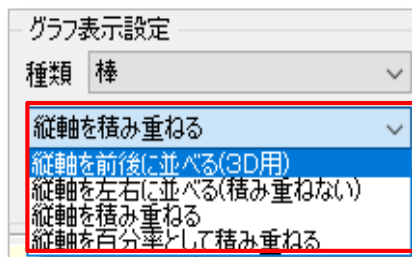 グラフ表示設定
種類 棒
縦軸を積み重ねる
縦軸を前後に並べる(3D用)
縦軸を左右に並べる(積み重ねない)
縦軸を積み重ねる
縦軸を百分率として積み重ねる